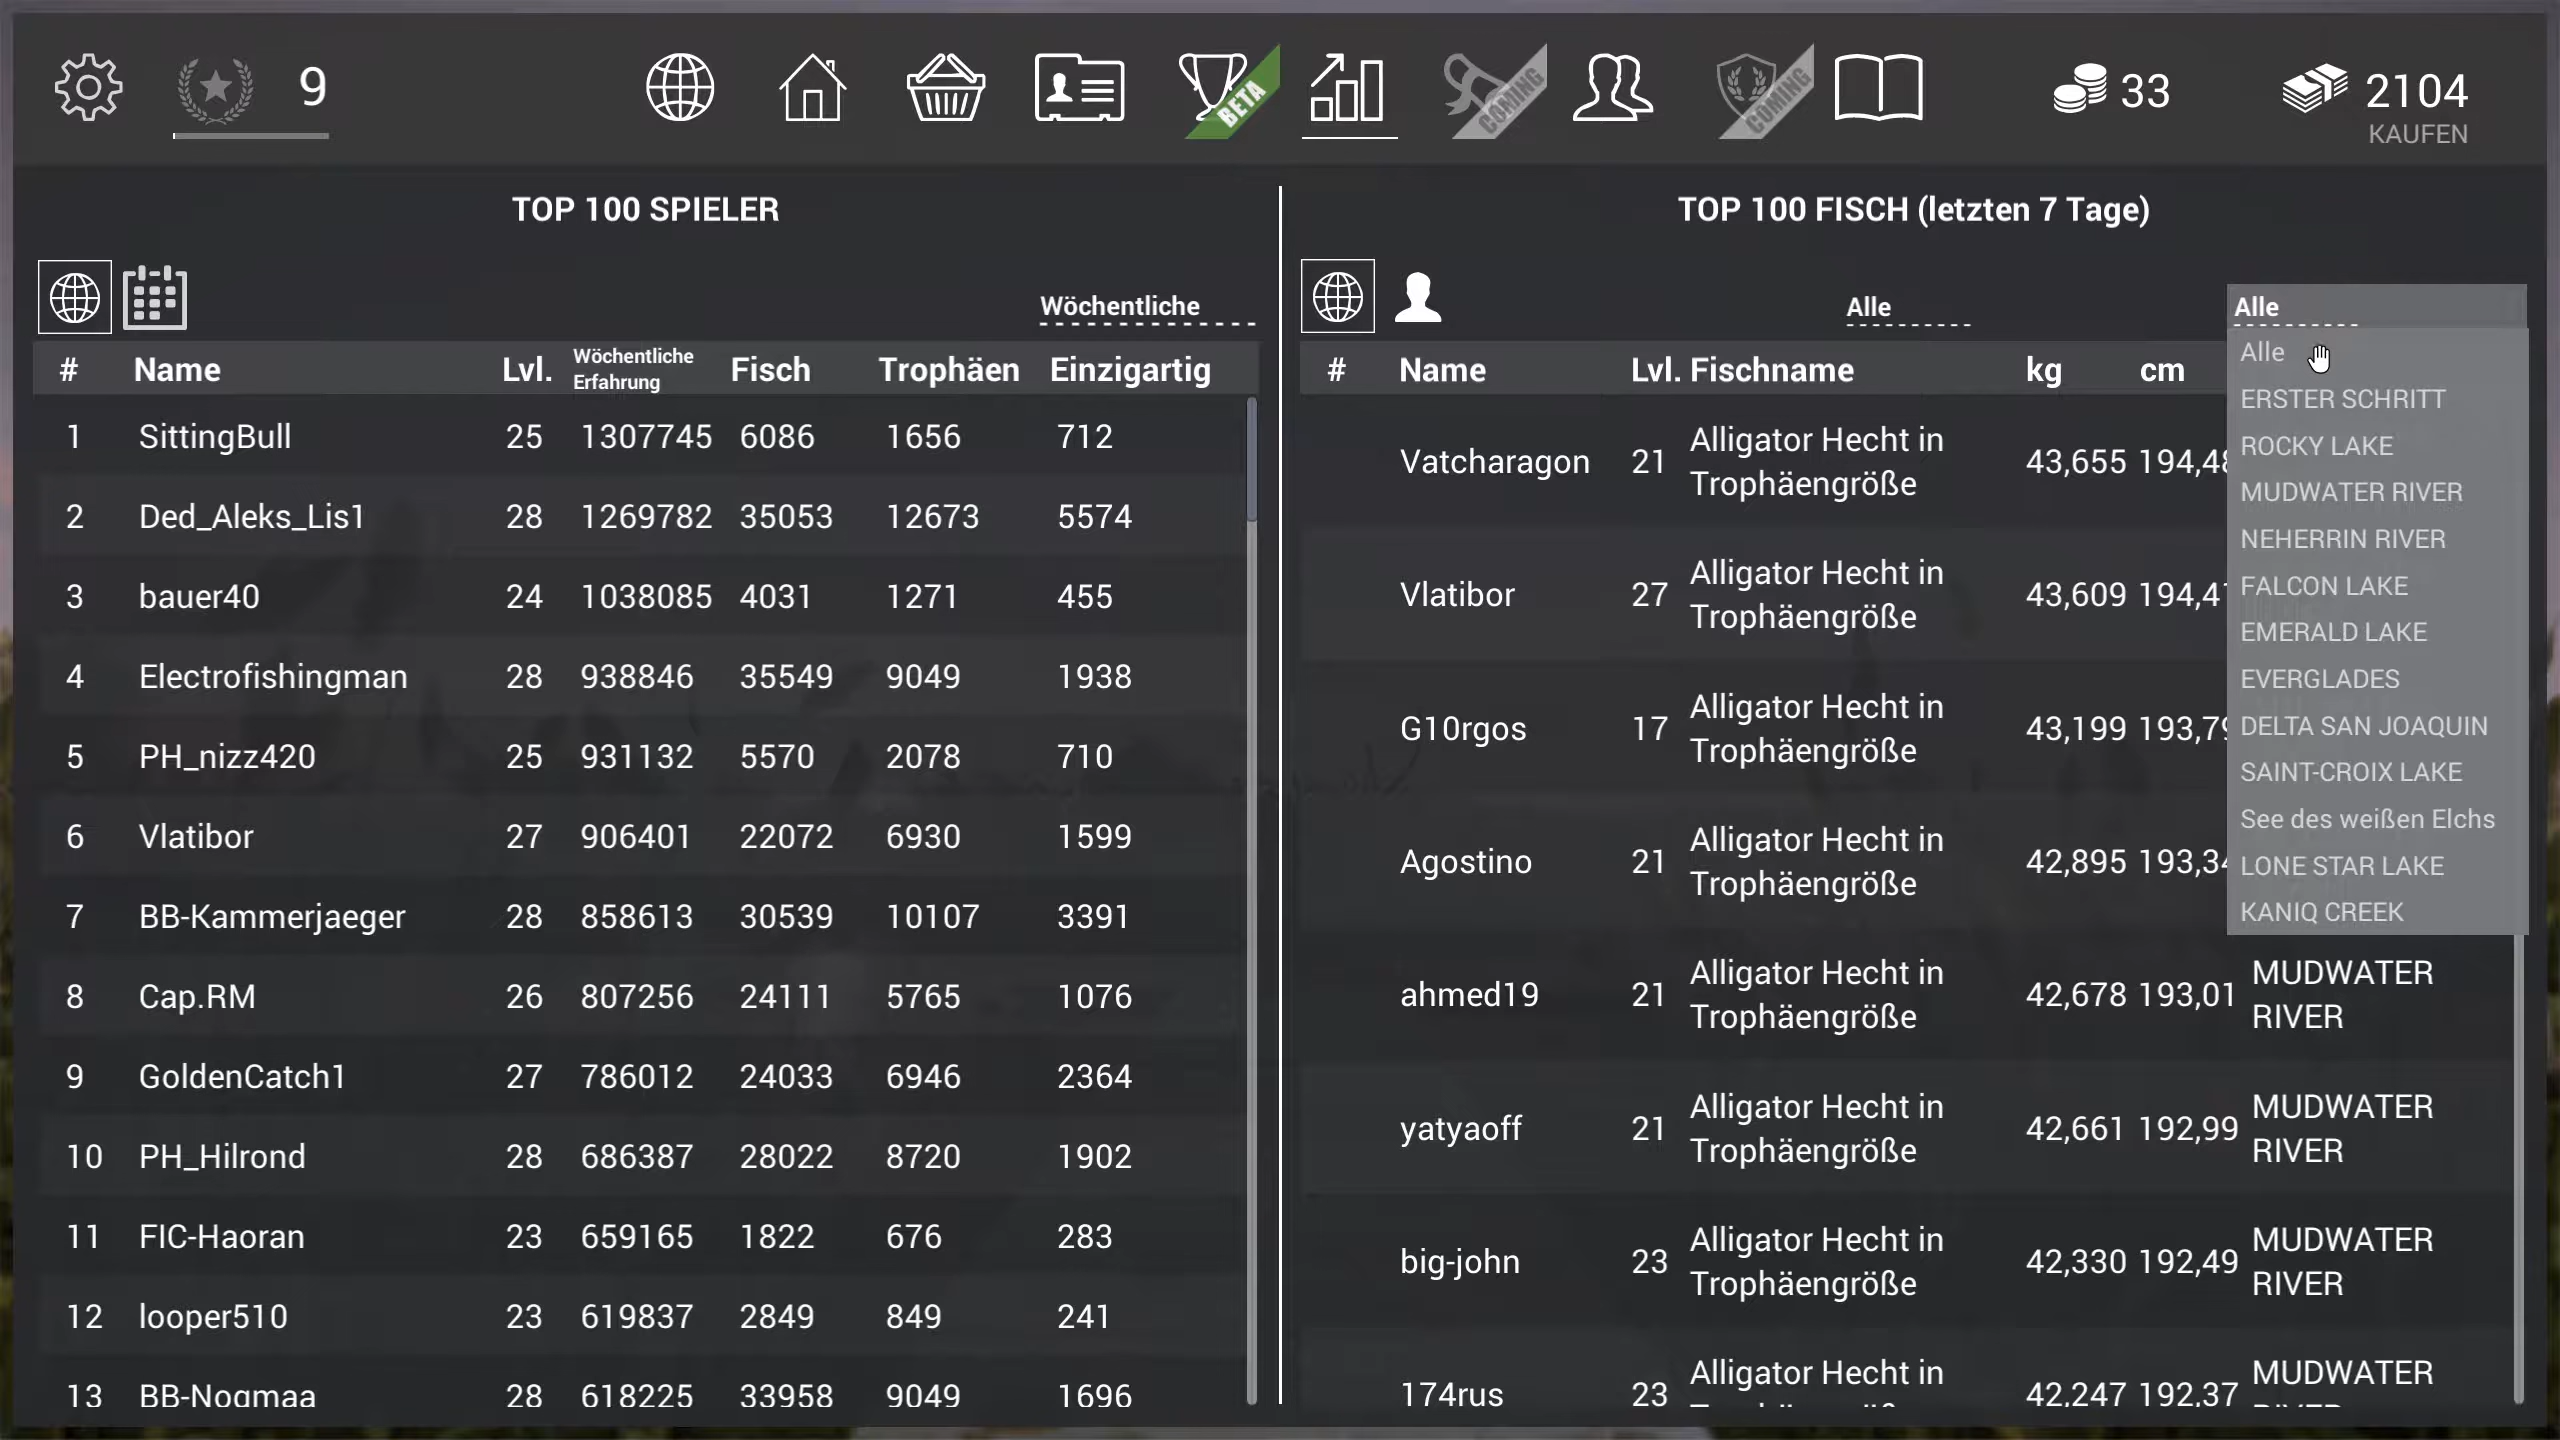 9
BETA
COMING
COMING
33
2104
KAUFEN
TOP 100 SPIELER
Wöchentliche
# Name Lvl. Wöchentliche Erfahrung Fisch Trophäen Einzigartig
1 SittingBull 25 1307745 6086 1656 712
2 Ded_Aleks_Lis1 28 1269782 35053 12673 5574
3 bauer40 24 1038085 4031 1271 455
4 Electrofishingman 28 938846 35549 9049 1938
5 PH_nizz420 25 931132 5570 2078 710
6 Vlatibor 27 906401 22072 6930 1599
7 BB-Kammerjaeger 28 858613 30539 10107 3391
8 Cap.RM 26 807256 24111 5765 1076
9 GoldenCatch1 27 786012 24033 6946 2364
10 PH_Hilrond 28 686387 28022 8720 1902
11 FIC-Haoran 23 659165 1822 676 283
12 looper510 23 619837 2849 849 241
13 BB-Nogmaa 28 618225 33958 9049 1696
TOP 100 FISCH (letzten 7 Tage)
Alle
Alle
# Name Lvl. Fischname kg cm
Alligator Hecht in
Vatcharagon 21 43,655 194,48
Trophäengröße
Alligator Hecht in
Vlatibor 27 43,609 194,41
Trophäengröße
Alligator Hecht in
G10rgos 17 43,199 193,79
Trophäengröße
Alligator Hecht in
Agostino 21 42,895 193,34
Trophäengröße
Alligator Hecht in MUDWATER
ahmed19 21 42,678 193,01
Trophäengröße RIVER
Alligator Hecht in MUDWATER
yatyaoff 21 42,661 192,99
Trophäengröße RIVER
Alligator Hecht in MUDWATER
big-john 23 42,330 192,49
Trophäengröße RIVER
Alligator Hecht in MUDWATER
174rus 23 42,247 192,37
Alle
ERSTER SCHRITT
ROCKY LAKE
MUDWATER RIVER
NEHERRIN RIVER
FALCON LAKE
EMERALD LAKE
EVERGLADES
DELTA SAN JOAQUIN
SAINT-CROIX LAKE
See des weißen Elchs
LONE STAR LAKE
KANIQ CREEK